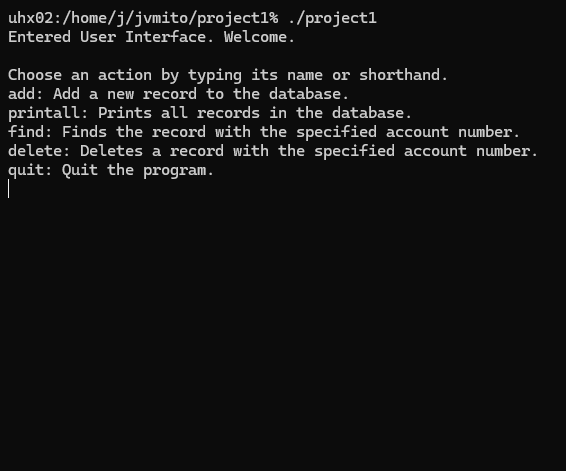 uhx02:/home/j/jvmito/project1% ./project1
Entered User Interface. Welcome.
Choose an action by typing its name or shorthand.
add: Add a new record to the database.
printall: Prints all records in the database.
find: Finds the record with the specified account number.
delete: Deletes a record with the specified account number.
quit: Quit the program.